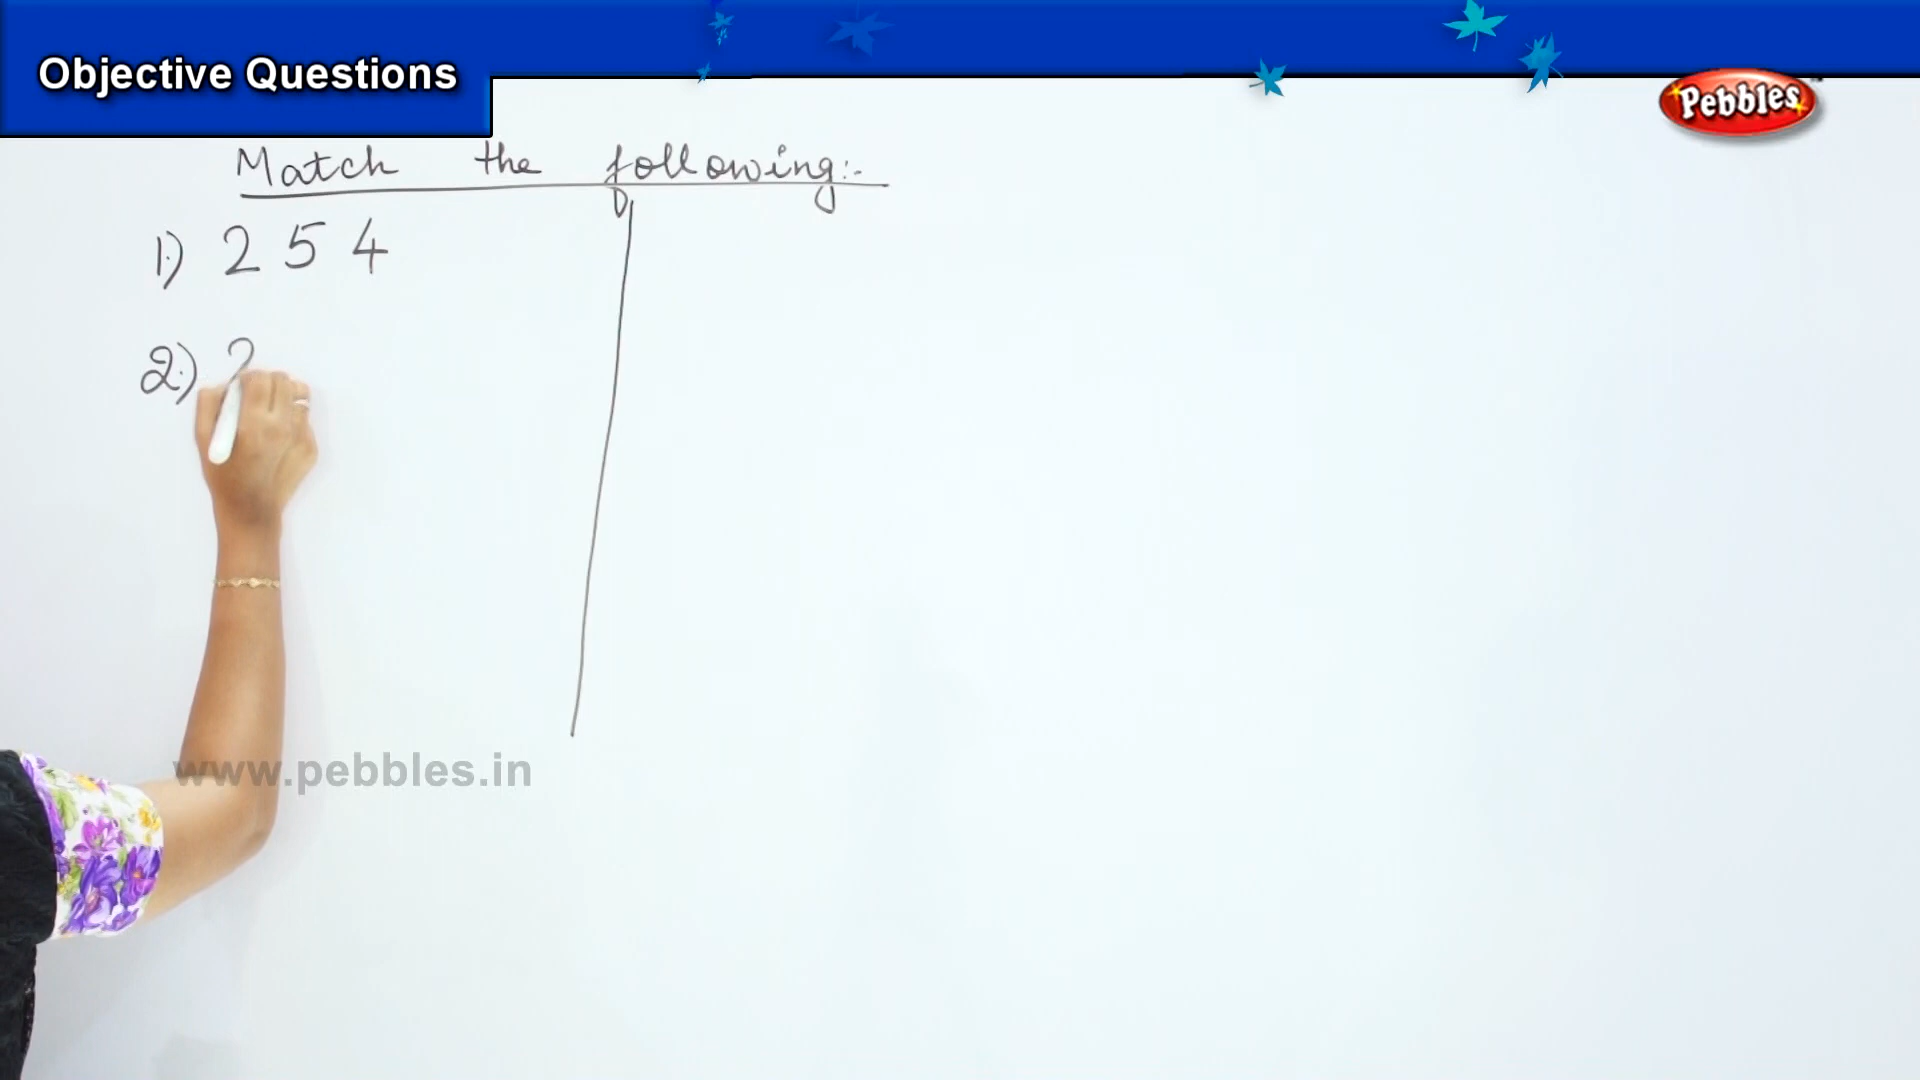 Objective Questions
Pebbles
Match the following:-
1.) 2 5 4
2.)
www.pebbles.in